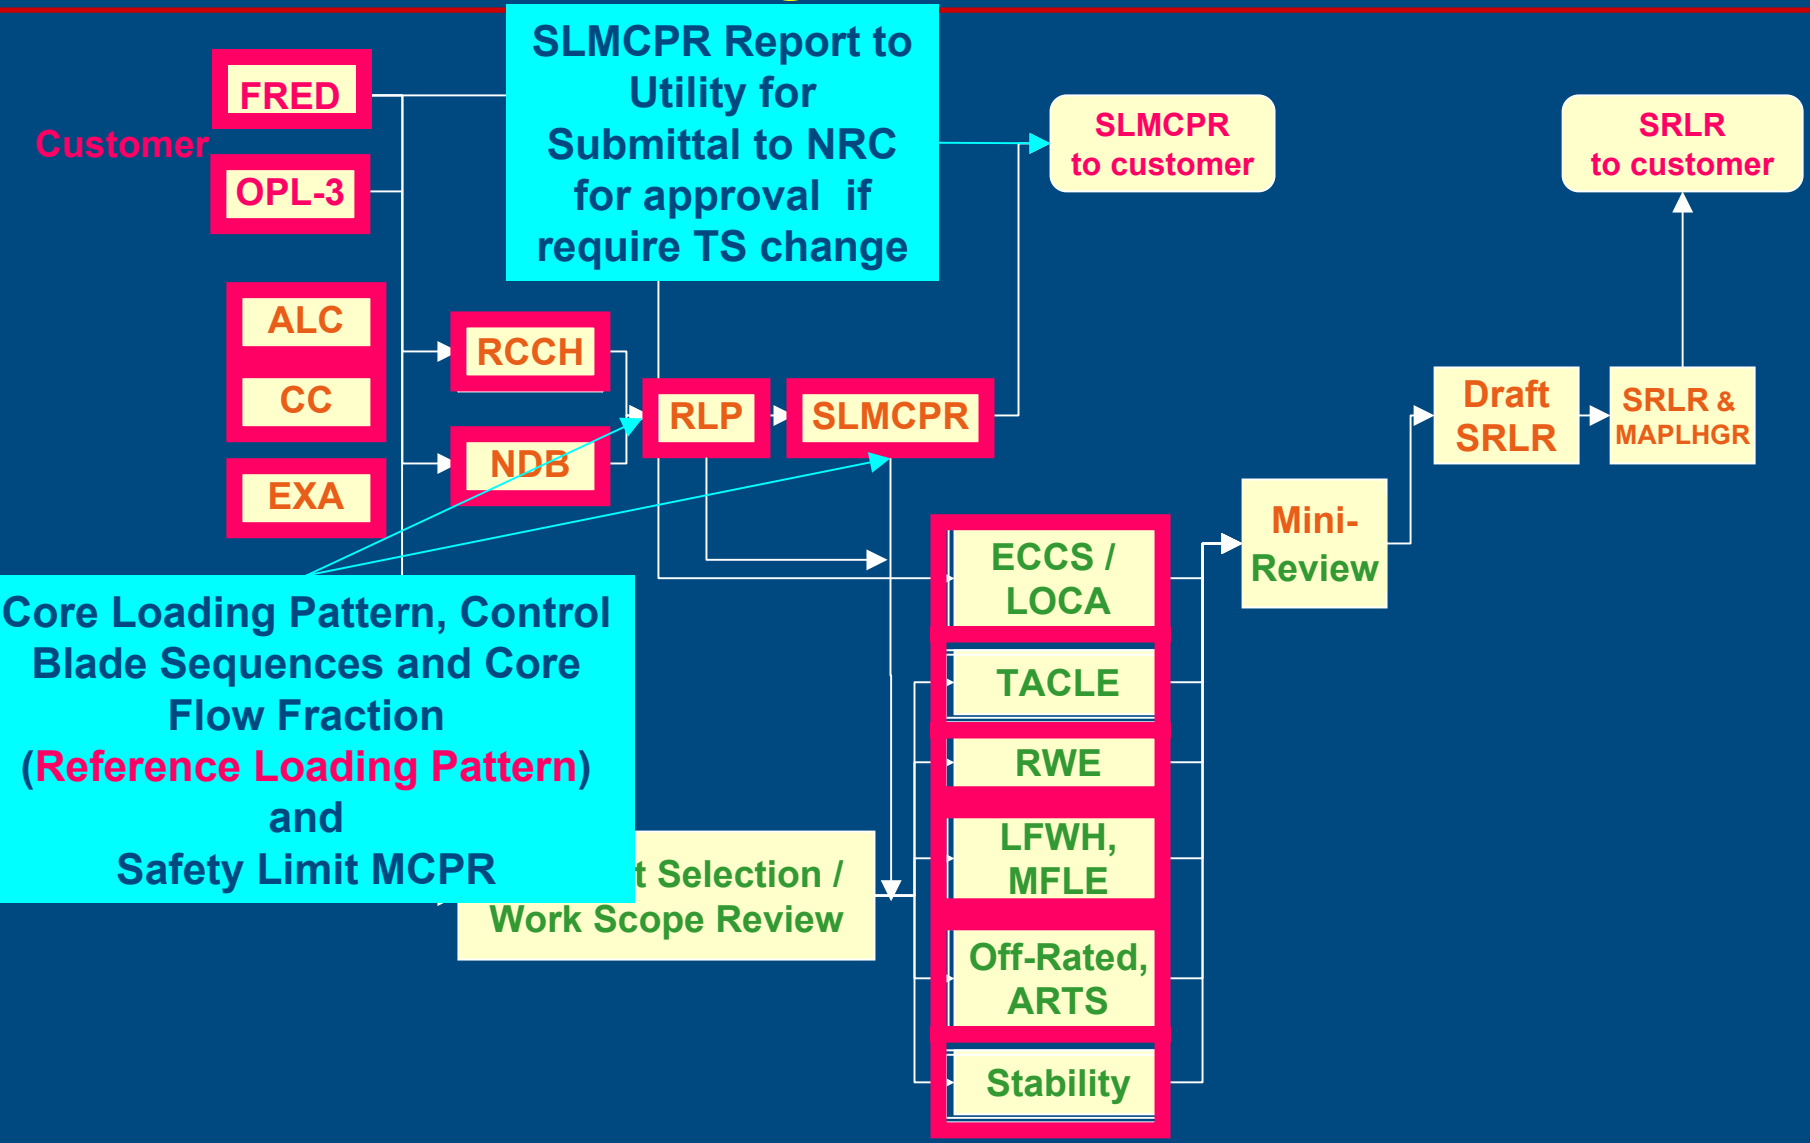 SLMCPR Report to
Utility for
Submittal to NRC
for approval if
require TS change
FRED
Customer
OPL-3
SLMCPR
to customer
SRLR
to customer
ALC
CC
EXA
RCCH
NDB
RLP
SLMCPR
Draft
SRLR
SRLR &
MAPLHGR
Mini-
Review
ECCS /
LOCA
TACLE
RWE
LFWH,
MFLE
Off-Rated,
ARTS
Stability
Core Loading Pattern, Control
Blade Sequences and Core
Flow Fraction
(Reference Loading Pattern)
and
Safety Limit MCPR
t Selection /
Work Scope Review